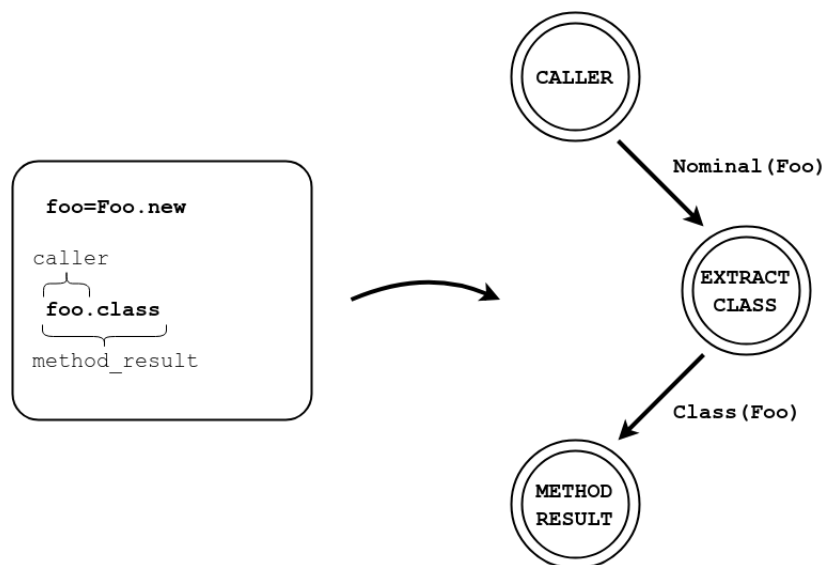 foo=Foo.new
caller
foo.class
method_result
CALLER
Nominal(Foo)
EXTRACT
CLASS
Class(Foo)
METHOD
RESULT